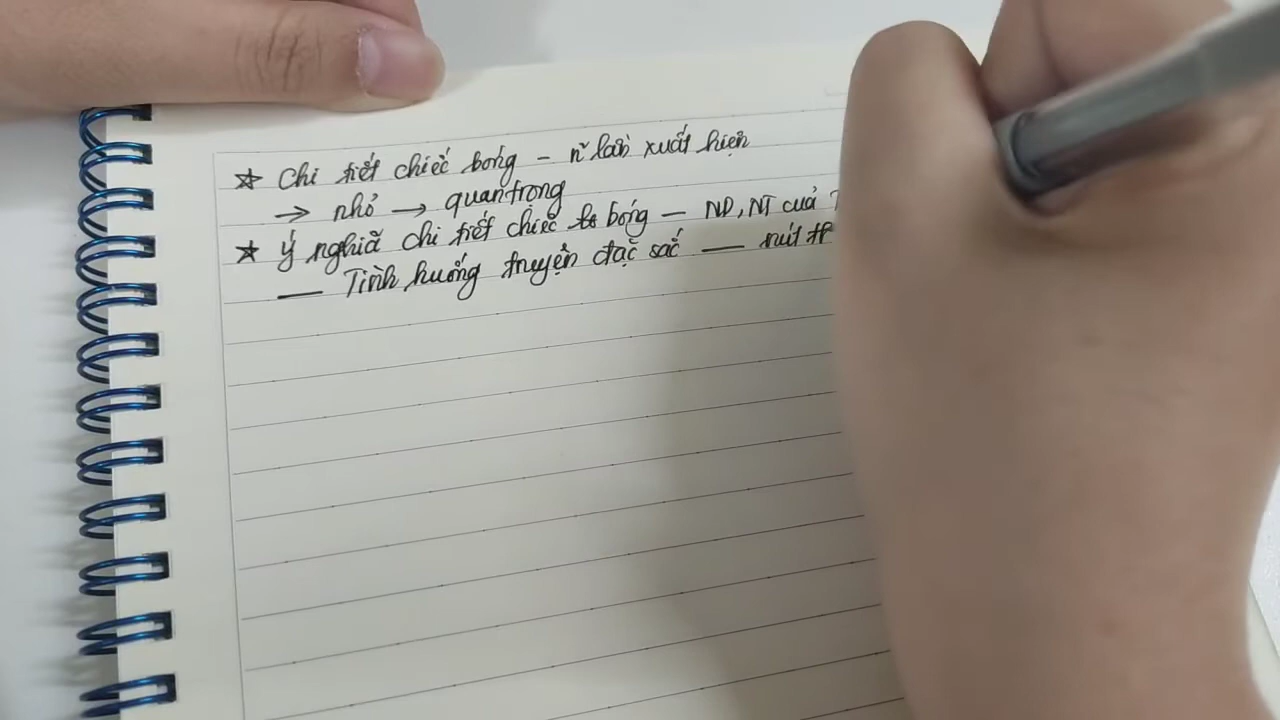 ☆ Chi tiết chiếc bóng – n~ lần xuất hiện
→ nhỏ → quan trọng
☆ Ý nghĩa chi tiết chiếc bóng — ND, NT của
— Tình huống truyện đặc sắc — nút